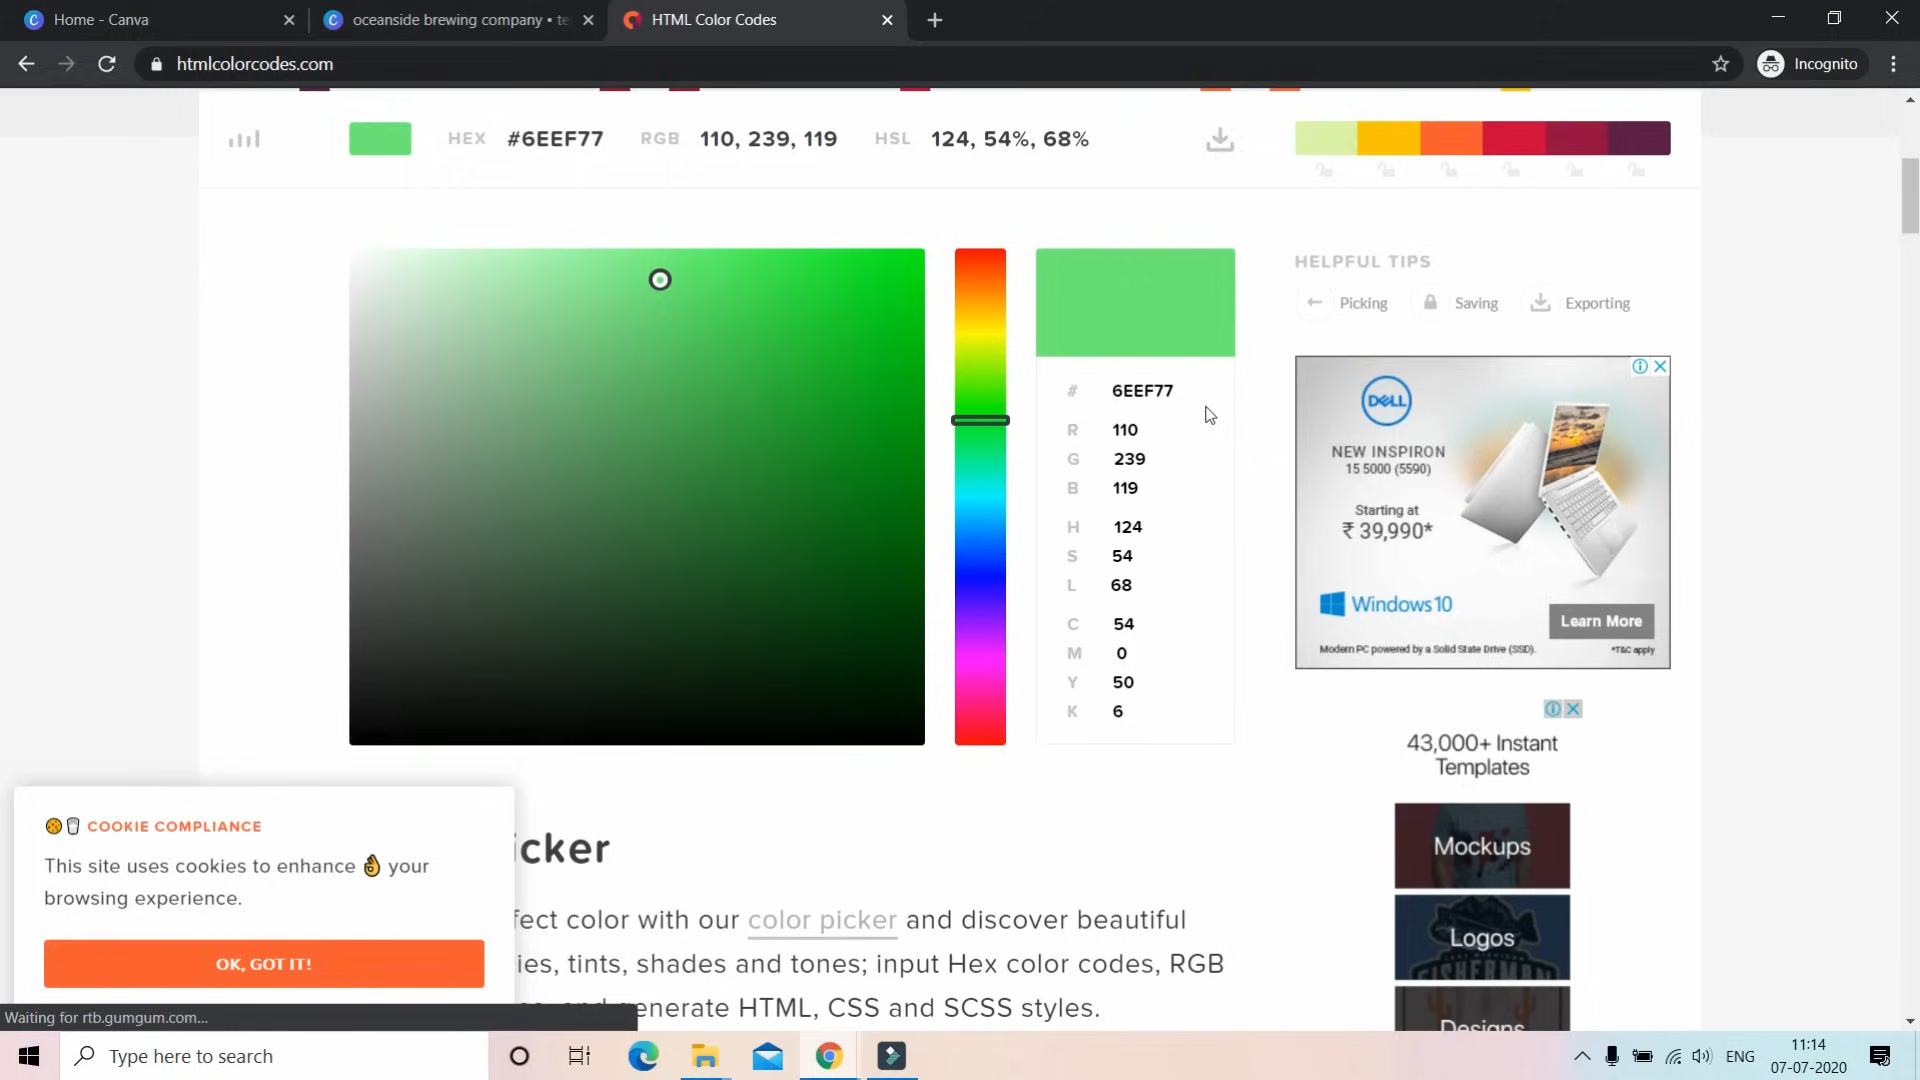 Home - Canva
oceanside brewing company • te
HTML Color Codes
htmlcolorcodes.com
Incognito
HEX #6EEF77 RGB 110, 239, 119 HSL 124, 54%, 68%
# 6EEF77
R 110
G 239
B 119
H 124
S 54
L 68
C 54
M 0
Y 50
K 6
HELPFUL TIPS
Picking Saving Exporting
DELL
NEW INSPIRON
15 5000 (5590)
Starting at
₹ 39,990*
Windows10
Learn More
Modern PC powered by a Solid State Drive (SSD). *T&C apply
43,000+ Instant
Templates
Mockups
Logos
FISHERMAN
Designs
COOKIE COMPLIANCE
This site uses cookies to enhance 👌 your
browsing experience.
OK, GOT IT!
icker
fect color with our color picker and discover beautiful
ies, tints, shades and tones; input Hex color codes, RGB
generate HTML, CSS and SCSS styles.
Waiting for rtb.gumgum.com...
Type here to search
ENG
11:14
07-07-2020